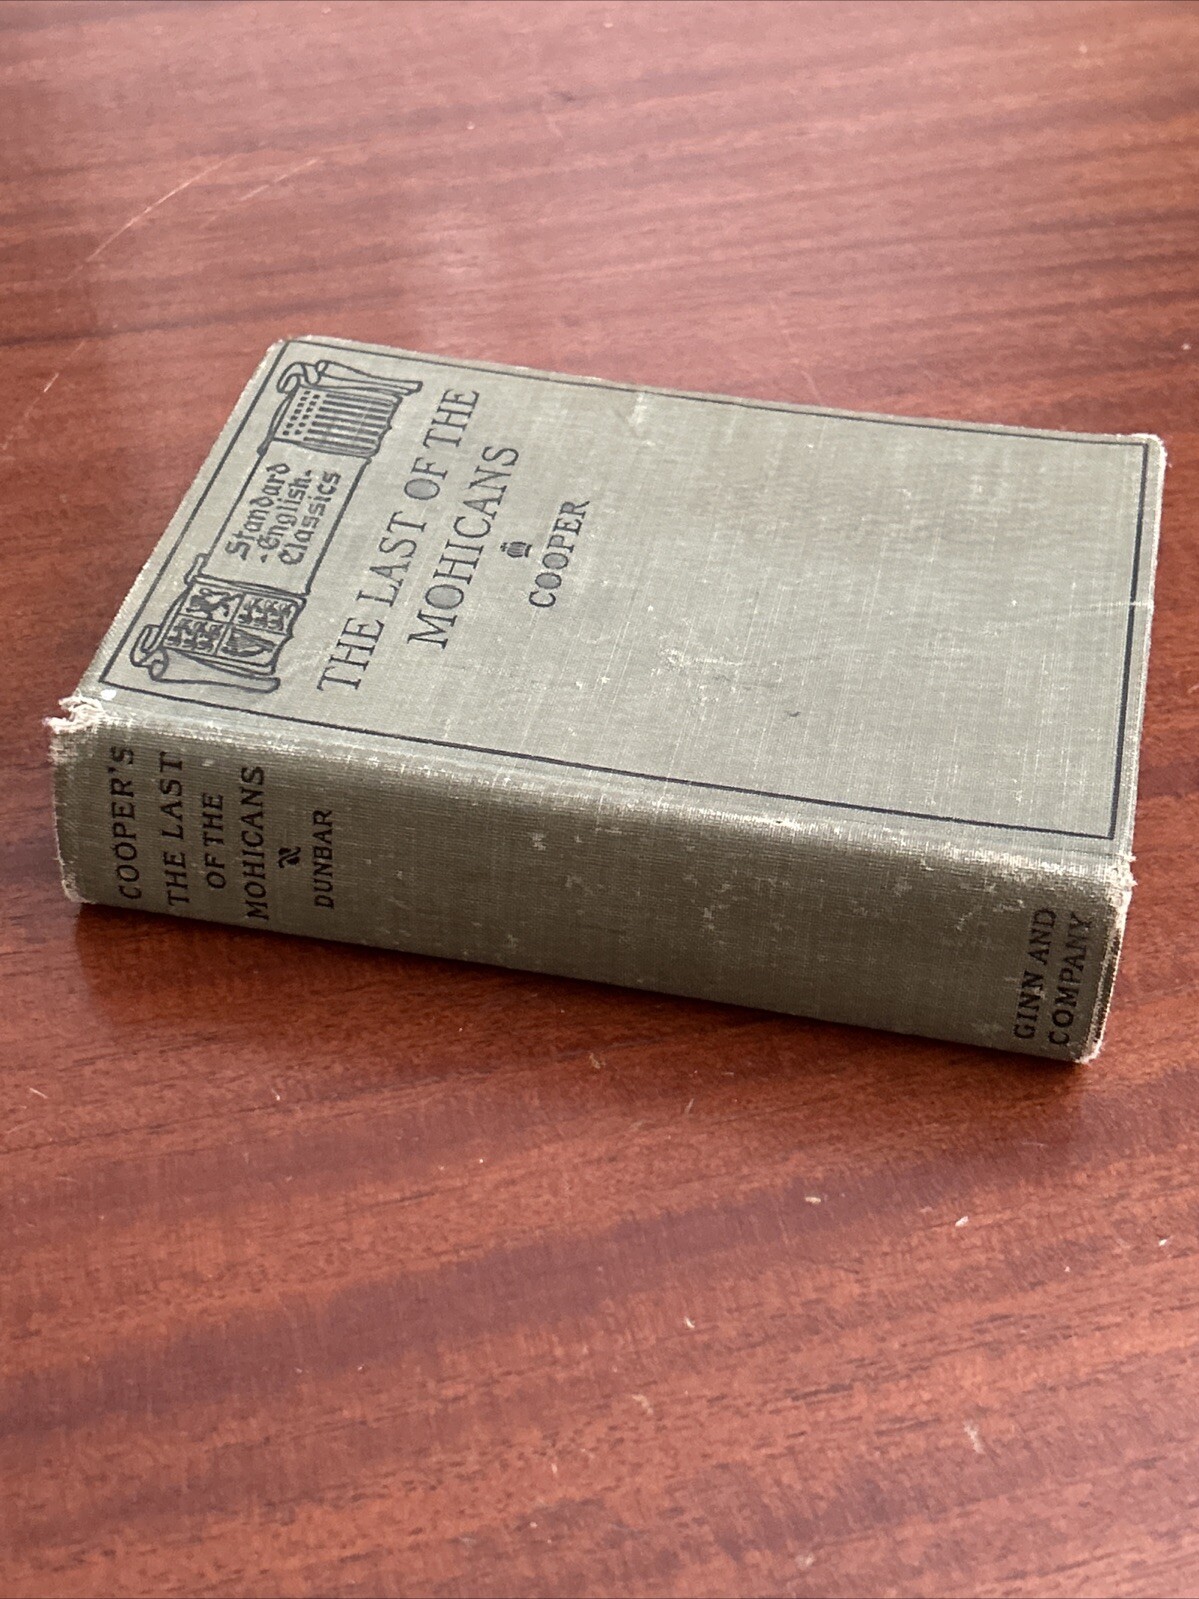 Standard
-English-
Classics
THE LAST OF THE
MOHICANS
COOPER
COOPER'S
THE LAST
OF THE
MOHICANS
DUNBAR
GINN AND
COMPANY